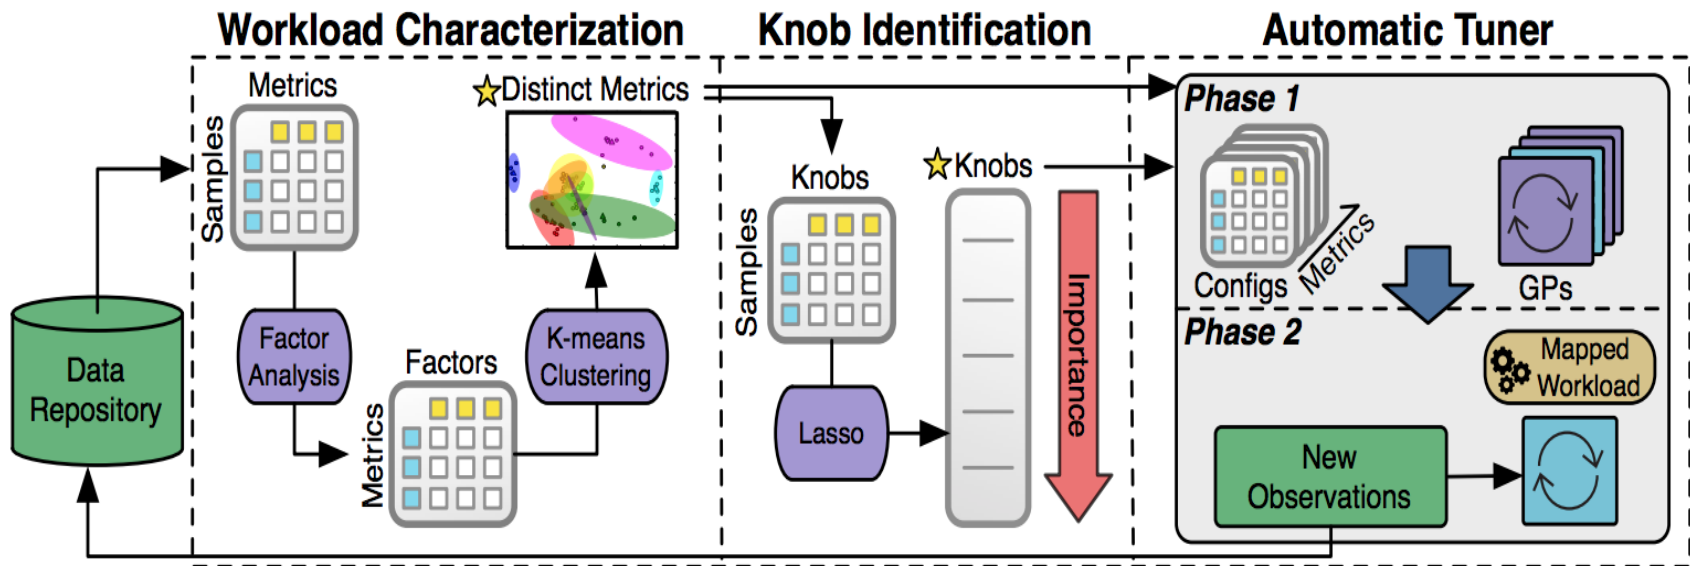 Workload Characterization
Knob Identification
Automatic Tuner
Data
Repository
Metrics
Samples
Factor
Analysis
Factors
Metrics
K-means
Clustering
Distinct Metrics
Knobs
Samples
Lasso
Knobs
Importance
Phase 1
Configs
Metrics
GPs
Phase 2
Mapped
Workload
New
Observations